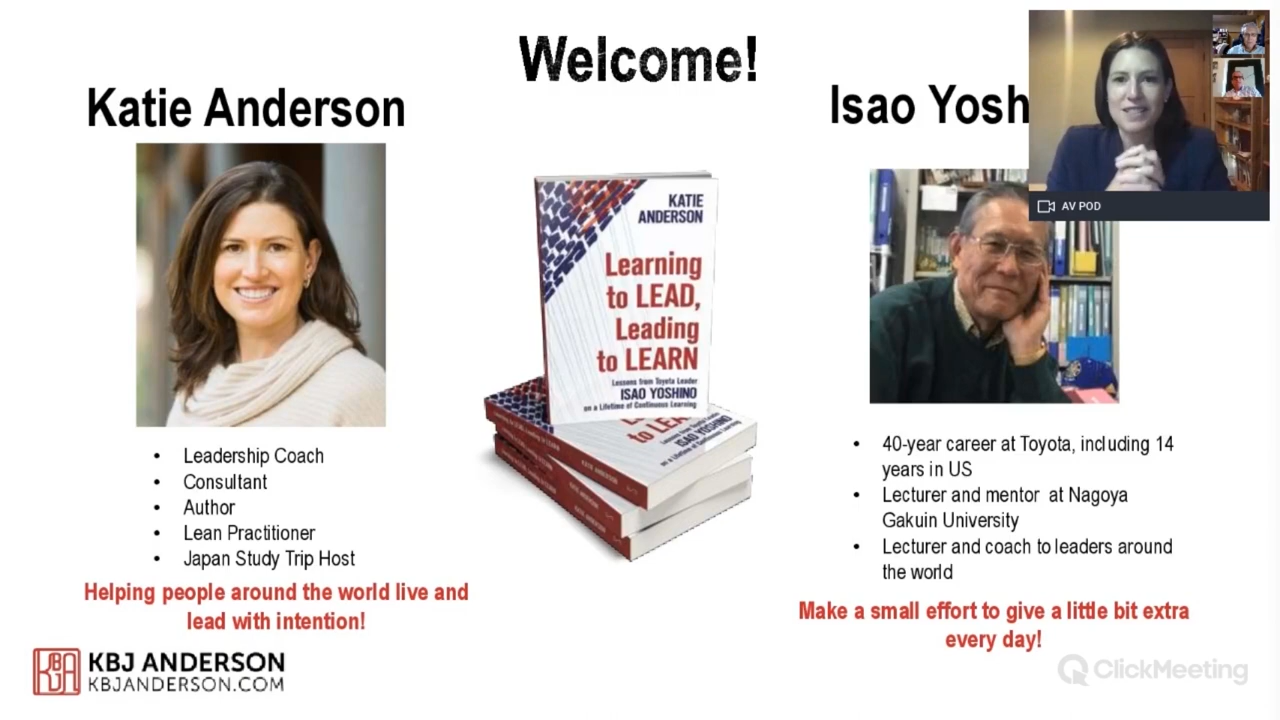 Welcome!
Katie Anderson
Isao Yosh
AV POD
KATIE
ANDERSON
Learning
to LEAD,
Leading
to LEARN
Lessons from Toyota Leader
ISAO YOSHINO
on a Lifetime of Continuous Learning
• Leadership Coach
• Consultant
• Author
• Lean Practitioner
• Japan Study Trip Host
Helping people around the world live and
lead with intention!
• 40-year career at Toyota, including 14
years in US
• Lecturer and mentor at Nagoya
Gakuin University
• Lecturer and coach to leaders around
the world
Make a small effort to give a little bit extra
every day!
KBJ ANDERSON
KBJANDERSON.COM
ClickMeeting